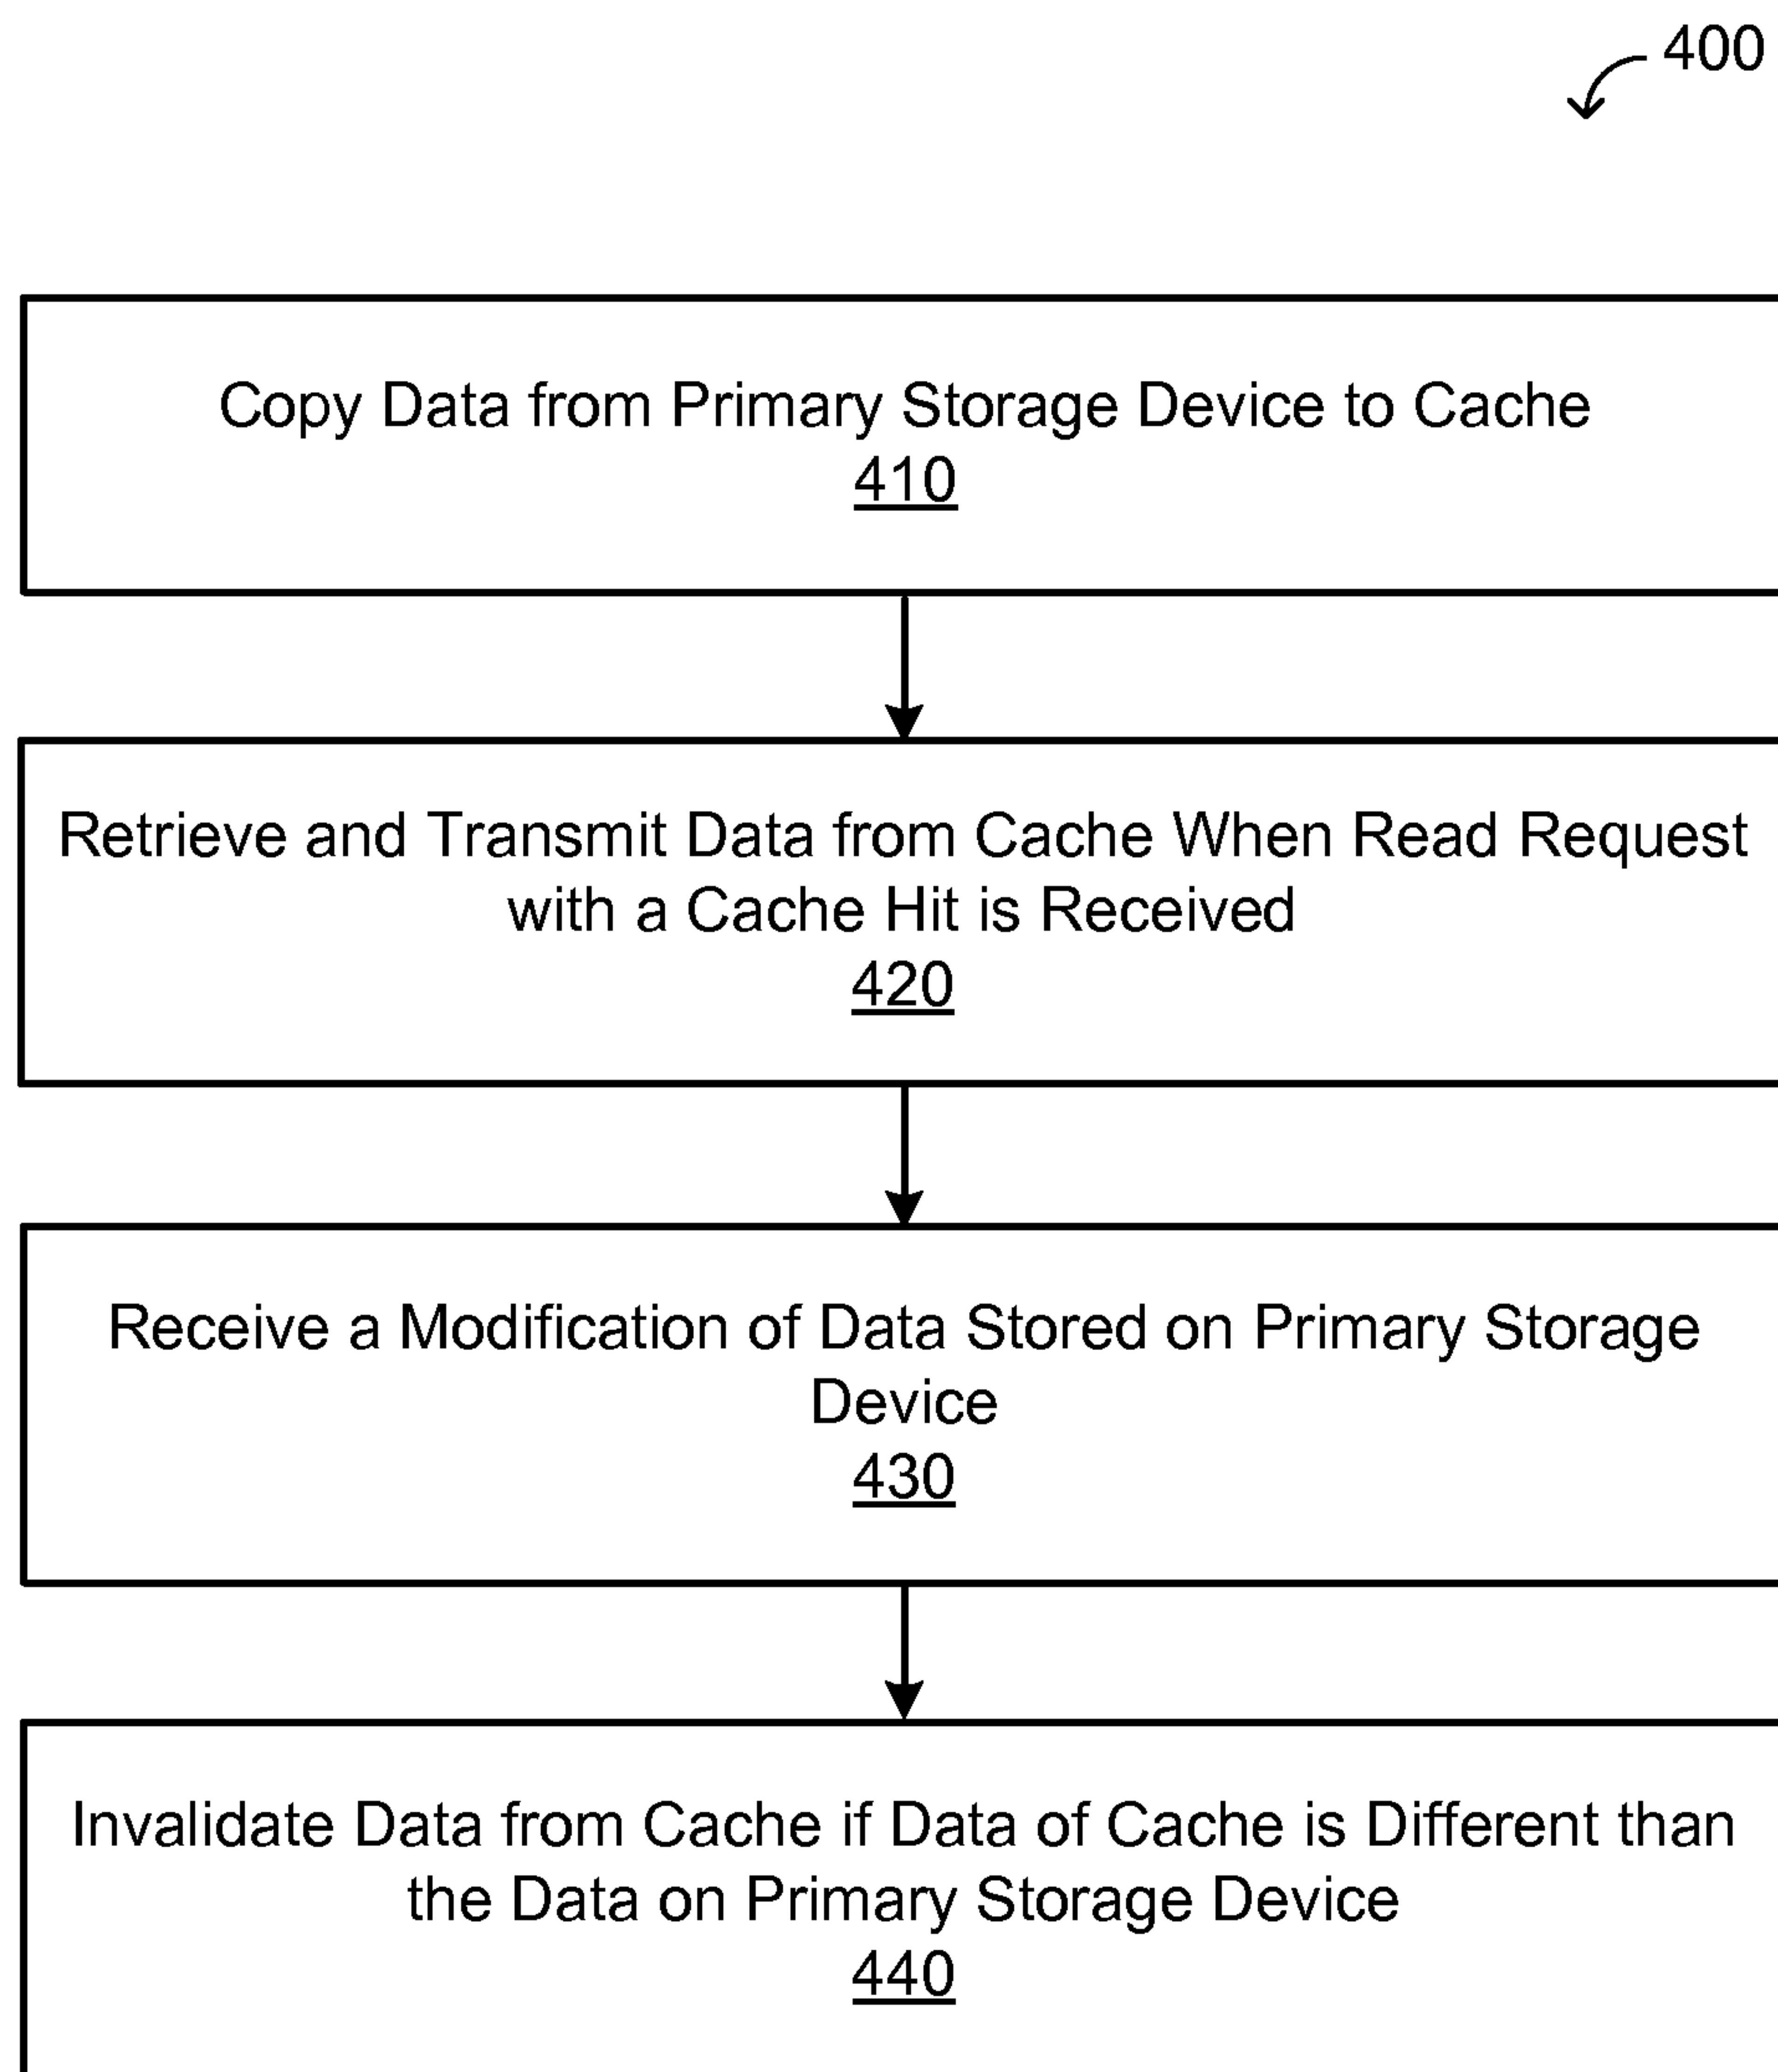 400
Copy Data from Primary Storage Device to Cache
410
Retrieve and Transmit Data from Cache When Read Request
with a Cache Hit is Received
420
Receive a Modification of Data Stored on Primary Storage
Device
430
Invalidate Data from Cache if Data of Cache is Different than
the Data on Primary Storage Device
440